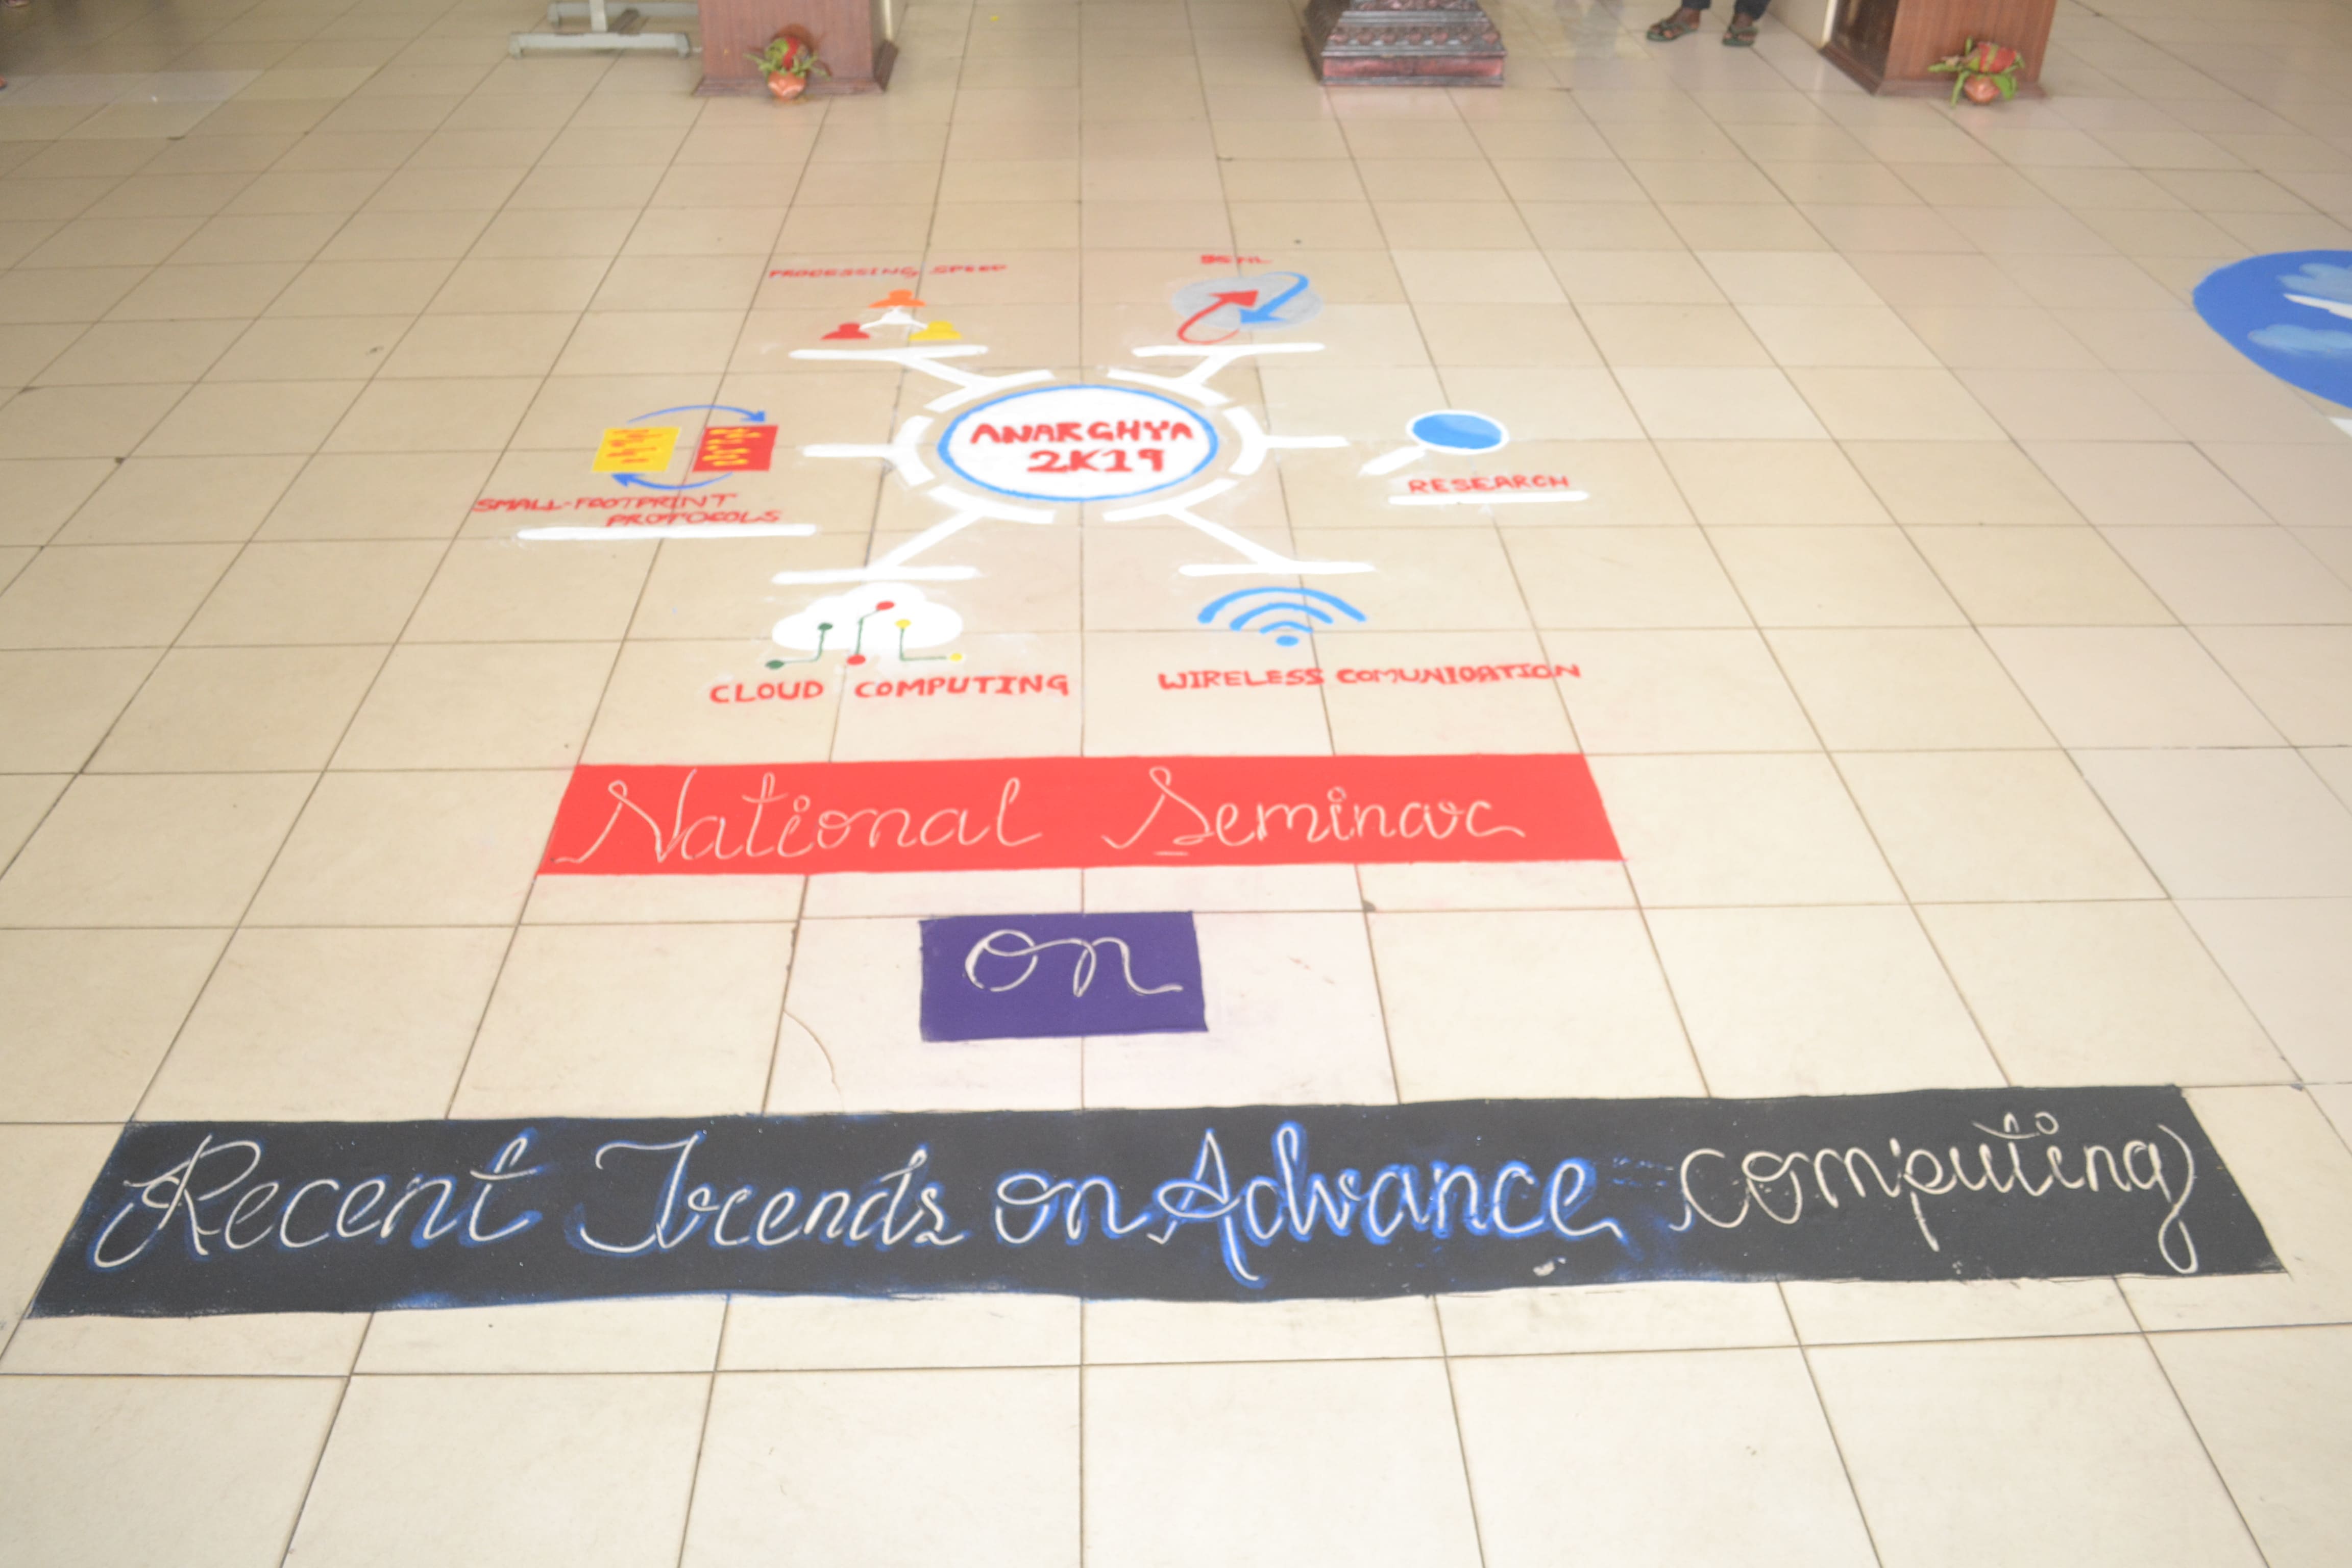 PROCESSING SPEED
BSNL
ANARGHYA
2K19
SMALL-FOOTPRINT
PROTOCOLS
RESEARCH
CLOUD COMPUTING
WIRELESS COMUNICATION
National Seminar
on
Recent Trends on Advance computing